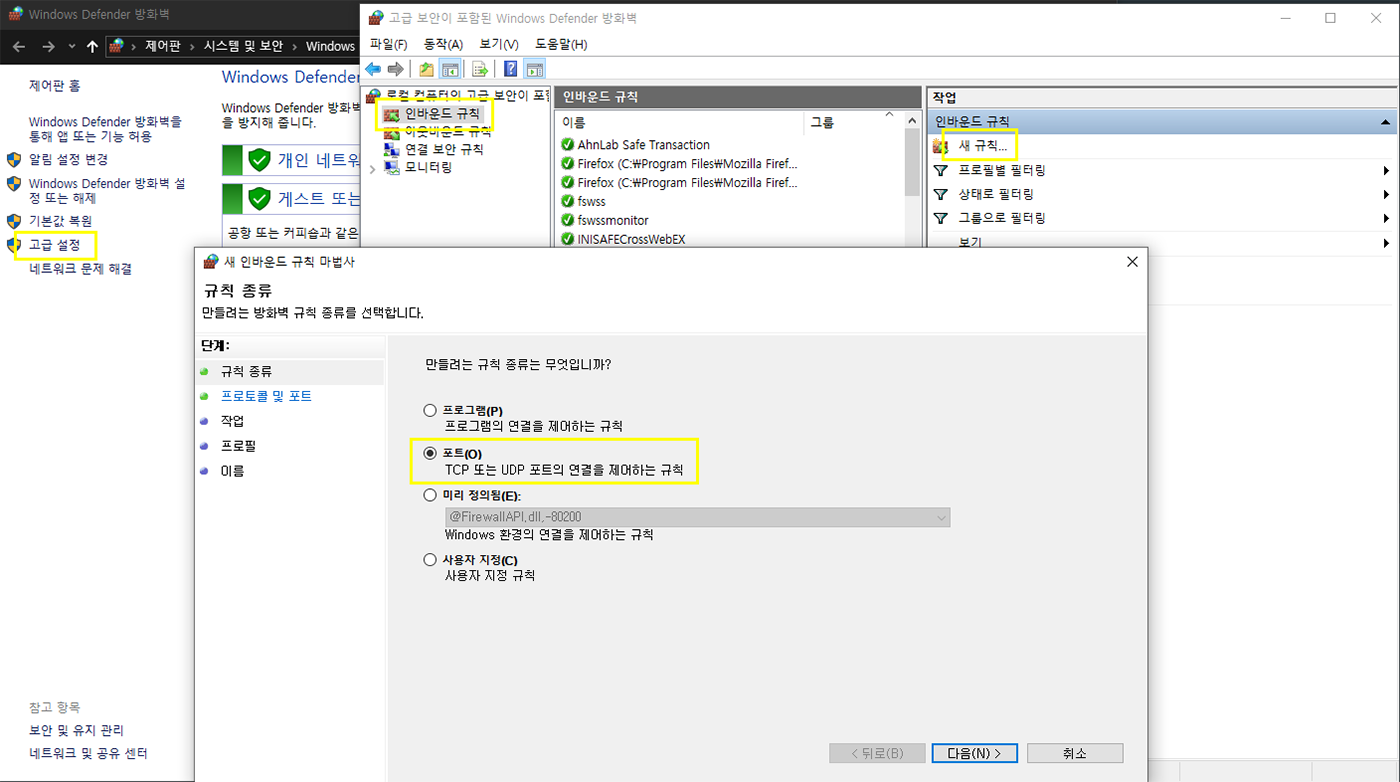 Windows Defender 방화벽
제어판 > 시스템 및 보안 > Windows
제어판 홈
Windows Defender 방화벽을
통해 앱 또는 기능 허용
알림 설정 변경
Windows Defender 방화벽 설
정 또는 해제
기본값 복원
고급 설정
네트워크 문제 해결
참고 항목
보안 및 유지 관리
네트워크 및 공유 센터
Windows Defender
Windows Defender 방화벽
을 방지해 줍니다.
개인 네트워
게스트 또는
공항 또는 커피숍과 같은
고급 보안이 포함된 Windows Defender 방화벽
파일(F) 동작(A) 보기(V) 도움말(H)
로컬 컴퓨터의 고급 보안이 포함
인바운드 규칙
아웃바운드 규칙
연결 보안 규칙
모니터링
인바운드 규칙
이름 그룹
AhnLab Safe Transaction
Firefox (C:₩Program Files₩Mozilla Firef...
Firefox (C:₩Program Files₩Mozilla Firef...
fswss
fswssmonitor
INISAFECrossWebEX
작업
인바운드 규칙
새 규칙...
프로필별 필터링
상태로 필터링
그룹으로 필터링
보기
새 인바운드 규칙 마법사
규칙 종류
만들려는 방화벽 규칙 종류를 선택합니다.
단계:
규칙 종류
프로토콜 및 포트
작업
프로필
이름
만들려는 규칙 종류는 무엇입니까?
프로그램(P)
프로그램의 연결을 제어하는 규칙
포트(O)
TCP 또는 UDP 포트의 연결을 제어하는 규칙
미리 정의됨(E):
@FirewallAPI.dll,-80200
Windows 환경의 연결을 제어하는 규칙
사용자 지정(C)
사용자 지정 규칙
< 뒤로(B) 다음(N) > 취소